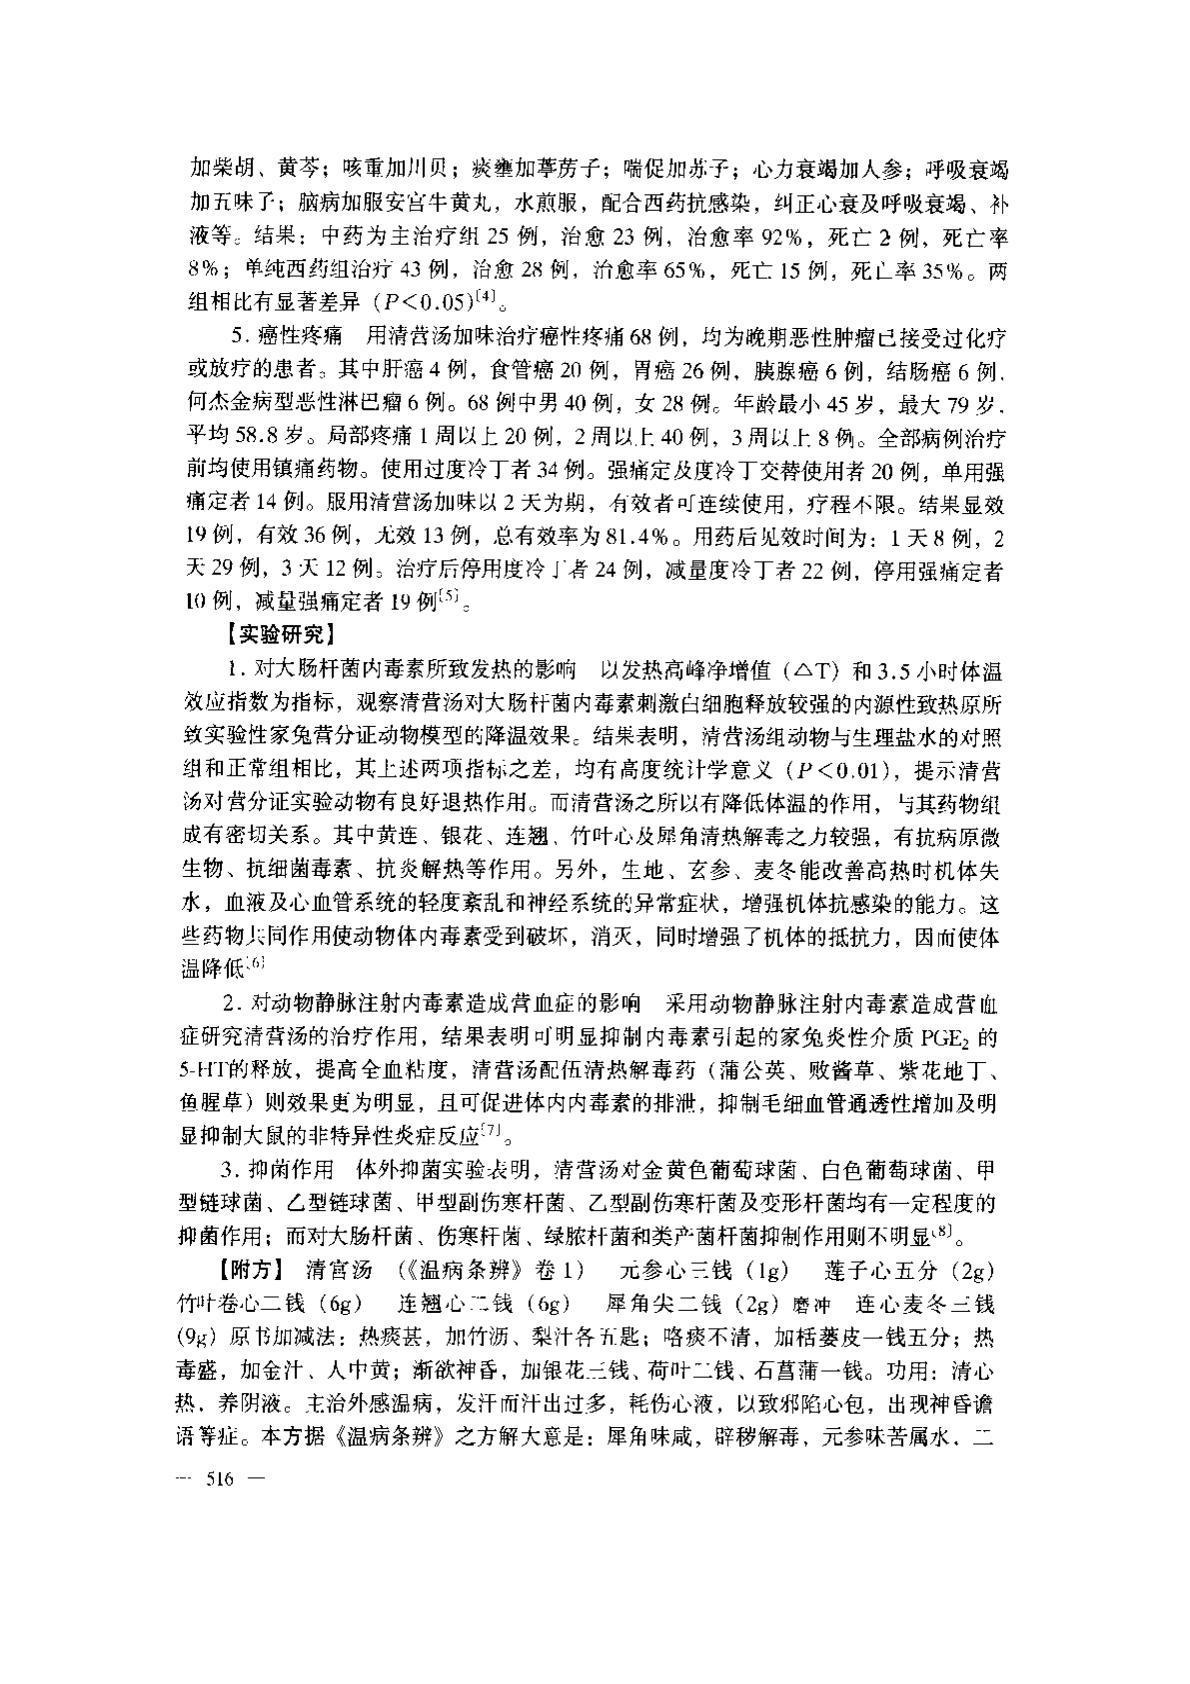 加柴胡、黄芩；咳重加川贝；痰壅加葶苈子；喘促加苏子；心力衰竭加人参；呼吸衰竭
加五味子；脑病加服安宫牛黄丸，水煎服，配合西药抗感染，纠正心衰及呼吸衰竭、补
液等。结果：中药为主治疗组 25 例，治愈 23 例，治愈率 92%，死亡 2 例，死亡率
8%；单纯西药组治疗 43 例，治愈 28 例，治愈率 65%，死亡 15 例，死亡率 35%。两
组相比有显著差异（P<0.05）[4]。
5. 癌性疼痛　用清营汤加味治疗癌性疼痛 68 例，均为晚期恶性肿瘤已接受过化疗
或放疗的患者。其中肝癌 4 例，食管癌 20 例，胃癌 26 例，胰腺癌 6 例，结肠癌 6 例，
何杰金病型恶性淋巴瘤 6 例。68 例中男 40 例，女 28 例。年龄最小 45 岁，最大 79 岁，
平均 58.8 岁。局部疼痛 1 周以上 20 例，2 周以上 40 例，3 周以上 8 例。全部病例治疗
前均使用镇痛药物。使用过度冷丁者 34 例。强痛定及度冷丁交替使用者 20 例，单用强
痛定者 14 例。服用清营汤加味以 2 天为期，有效者可连续使用，疗程不限。结果显效
19 例，有效 36 例，尤效 13 例，总有效率为 81.4%。用药后见效时间为：1 天 8 例，2
天 29 例，3 天 12 例。治疗后停用度冷丁者 24 例，减量度冷丁者 22 例，停用强痛定者
10 例，减量强痛定者 19 例[5]。
【实验研究】
1. 对大肠杆菌内毒素所致发热的影响　以发热高峰净增值（△T）和 3.5 小时体温
效应指数为指标，观察清营汤对大肠杆菌内毒素刺激白细胞释放较强的内源性致热原所
致实验性家兔营分证动物模型的降温效果。结果表明，清营汤组动物与生理盐水的对照
组和正常组相比，其上述两项指标之差，均有高度统计学意义（P<0.01），提示清营
汤对营分证实验动物有良好退热作用。而清营汤之所以有降低体温的作用，与其药物组
成有密切关系。其中黄连、银花、连翘、竹叶心及犀角清热解毒之力较强，有抗病原微
生物、抗细菌毒素、抗炎解热等作用。另外，生地、玄参、麦冬能改善高热时机体失
水，血液及心血管系统的轻度紊乱和神经系统的异常症状，增强机体抗感染的能力。这
些药物共同作用使动物体内毒素受到破坏，消灭，同时增强了机体的抵抗力，因而使体
温降低[6]
2. 对动物静脉注射内毒素造成营血症的影响　采用动物静脉注射内毒素造成营血
症研究清营汤的治疗作用，结果表明可明显抑制内毒素引起的家兔炎性介质 PGE₂ 的
5-HT的释放，提高全血粘度，清营汤配伍清热解毒药（蒲公英、败酱草、紫花地丁、
鱼腥草）则效果更为明显，且可促进体内内毒素的排泄，抑制毛细血管通透性增加及明
显抑制大鼠的非特异性炎症反应[7]。
3. 抑菌作用　体外抑菌实验表明，清营汤对金黄色葡萄球菌、白色葡萄球菌、甲
型链球菌、乙型链球菌、甲型副伤寒杆菌、乙型副伤寒杆菌及变形杆菌均有一定程度的
抑菌作用；而对大肠杆菌、伤寒杆菌、绿脓杆菌和类产菌杆菌抑制作用则不明显[8]。
【附方】　清宫汤　（《温病条辨》卷 1）　元参心三钱（1g）　莲子心五分（2g）
竹叶卷心二钱（6g）　连翘心二钱（6g）　犀角尖二钱（2g）磨冲　连心麦冬三钱
(9g）原书加减法：热痰甚，加竹沥、梨汁各五匙；咯痰不清，加栝蒌皮一钱五分；热
毒盛，加金汁、人中黄；渐欲神昏，加银花三钱、荷叶二钱、石菖蒲一钱。功用：清心
热，养阴液。主治外感温病，发汗而汗出过多，耗伤心液，以致邪陷心包，出现神昏谵
语等症。本方据《温病条辨》之方解大意是：犀角味咸，辟秽解毒，元参味苦属水，二
— 516 —